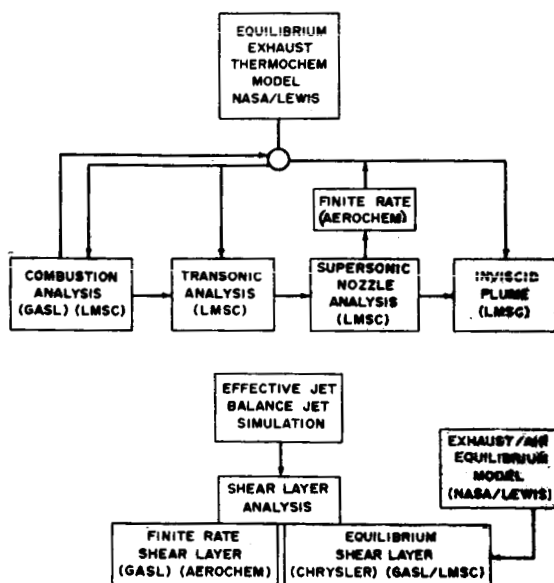 EQUILIBRIUM
EXHAUST
THERMOCHEM
MODEL
NASA/LEWIS
FINITE RATE
(AEROCHEM)
COMBUSTION
ANALYSIS
(GASL) (LMSC)
TRANSONIC
ANALYSIS
(LMSC)
SUPERSONIC
NOZZLE
ANALYSIS
(LMSC)
INVISCID
PLUME
(LMSC)
EFFECTIVE JET
BALANCE JET
SIMULATION
SHEAR LAYER
ANALYSIS
EXHAUST/AIR
EQUILIBRIUM
MODEL
(NASA/LEWIS)
FINITE RATE
SHEAR LAYER
(GASL) (AEROCHEM)
EQUILIBRIUM
SHEAR LAYER
(CHRYSLER) (GASL/LMSC)